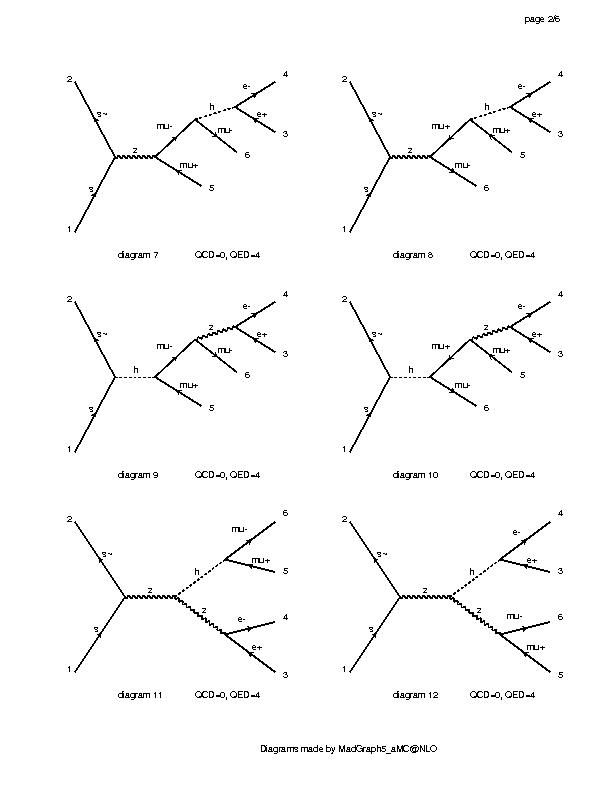 page 2/6
2 s~ 1 s z mu- h e- 4 e+ 3 mu- 6 mu+ 5
diagram 7 QCD=0, QED=4
2 s~ 1 s z mu+ h e- 4 e+ 3 mu+ 5 mu- 6
diagram 8 QCD=0, QED=4
2 s~ 1 s h mu- z e- 4 e+ 3 mu- 6 mu+ 5
diagram 9 QCD=0, QED=4
2 s~ 1 s h mu+ z e- 4 e+ 3 mu+ 5 mu- 6
diagram 10 QCD=0, QED=4
2 s~ 1 s z h mu- 6 mu+ 5 z e- 4 e+ 3
diagram 11 QCD=0, QED=4
2 s~ 1 s z h e- 4 e+ 3 z mu- 6 mu+ 5
diagram 12 QCD=0, QED=4
Diagrams made by MadGraph5_aMC@NLO